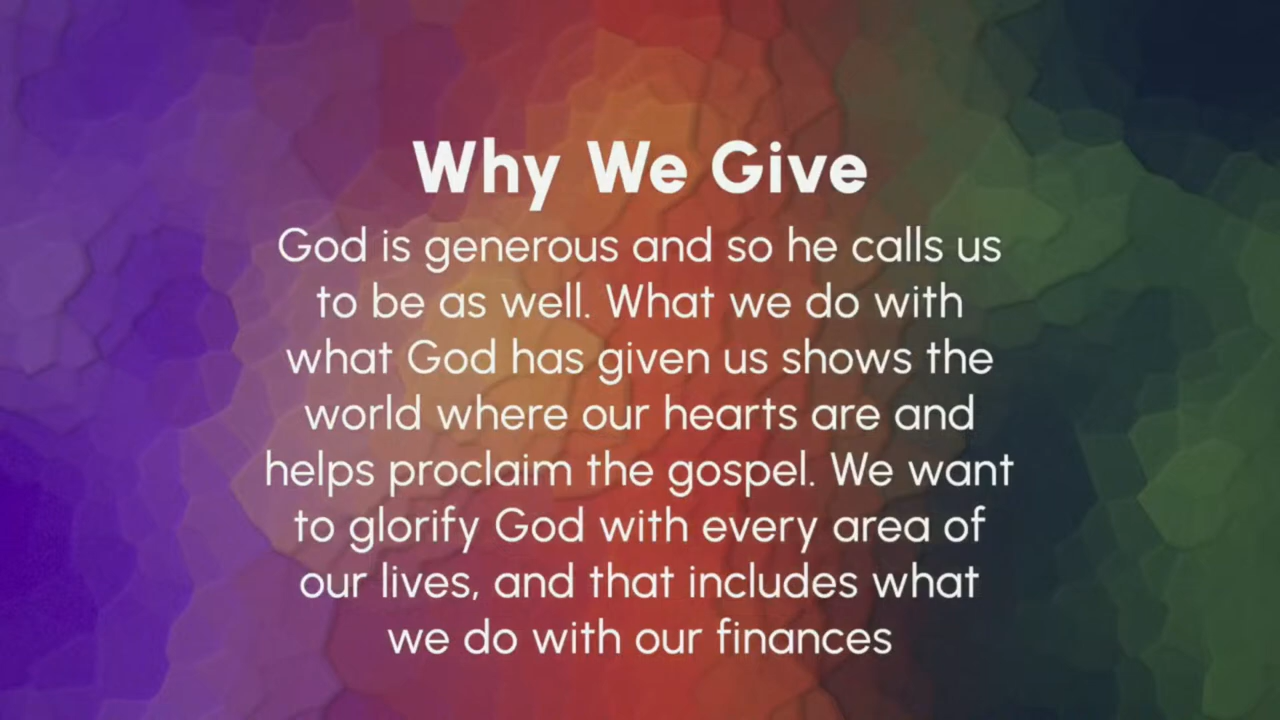 Why We Give
God is generous and so he calls us
to be as well. What we do with
what God has given us shows the
world where our hearts are and
helps proclaim the gospel. We want
to glorify God with every area of
our lives, and that includes what
we do with our finances